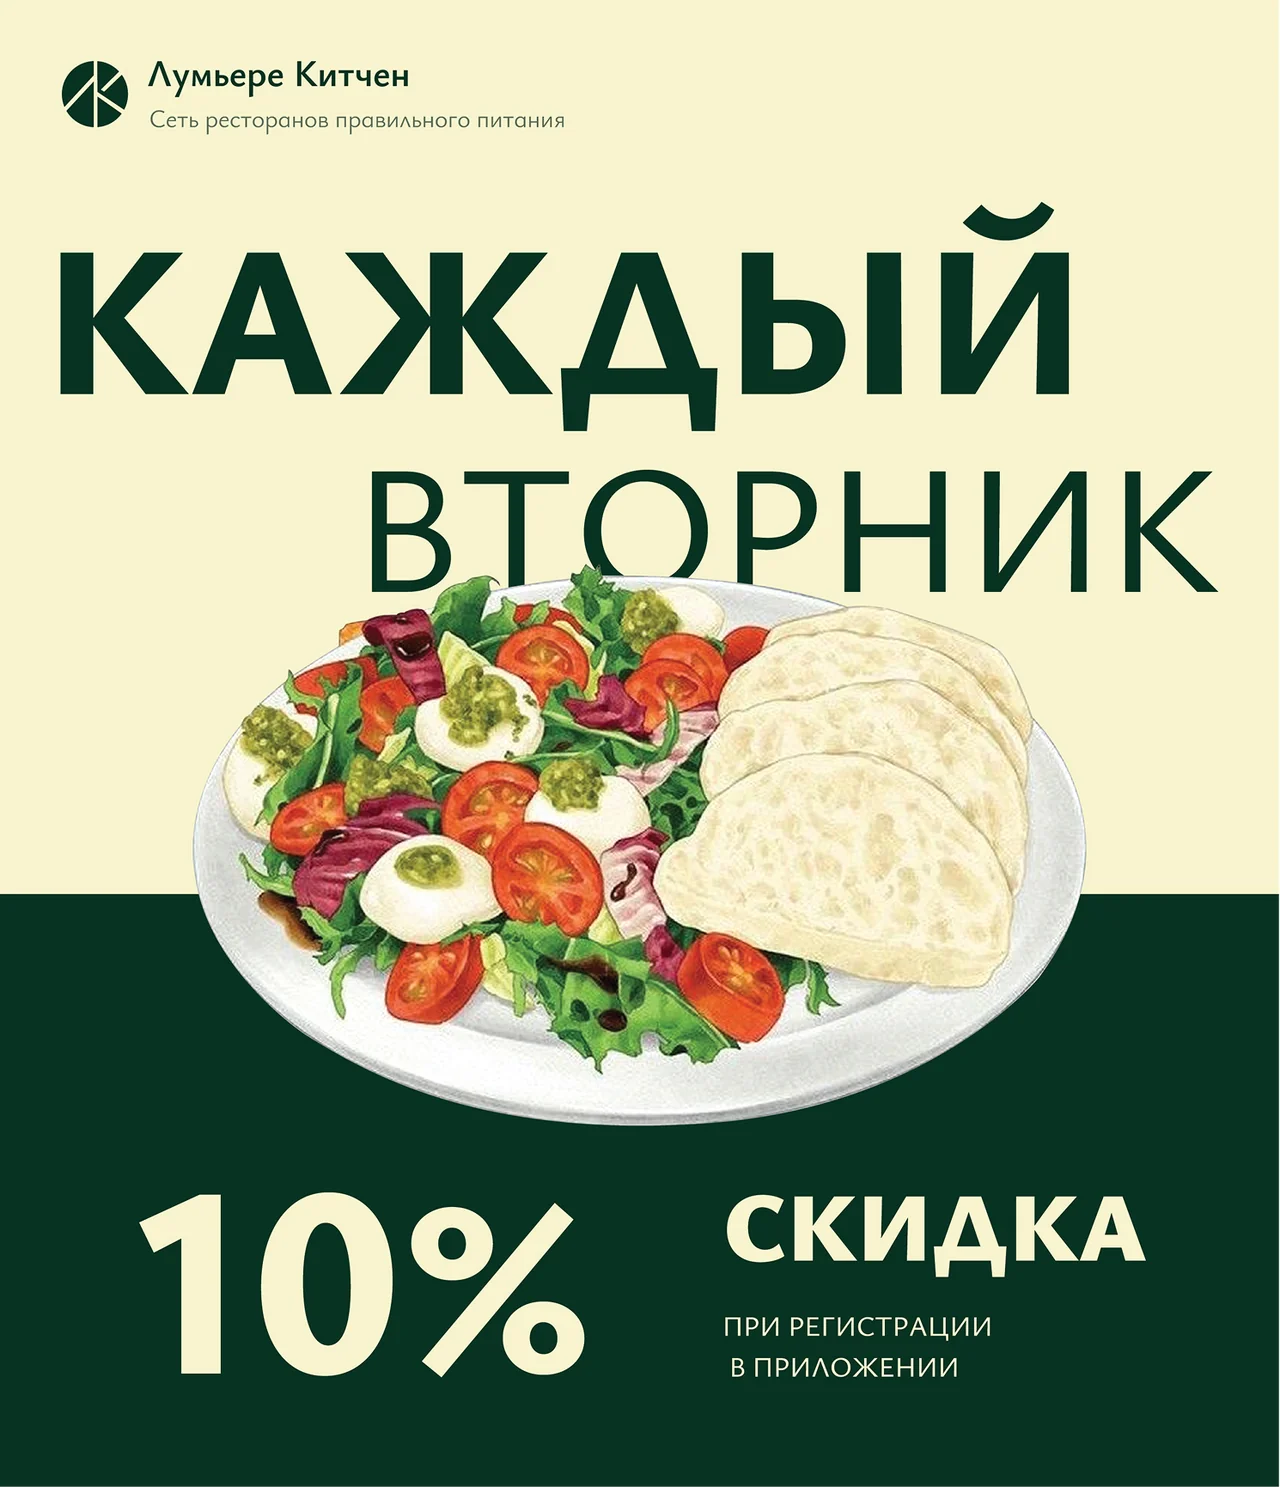 Лумьере Китчен
Сеть ресторанов правильного питания
КАЖДЫЙ
ВТОРНИК
10%
СКИДКА
ПРИ РЕГИСТРАЦИИ
В ПРИЛОЖЕНИИ